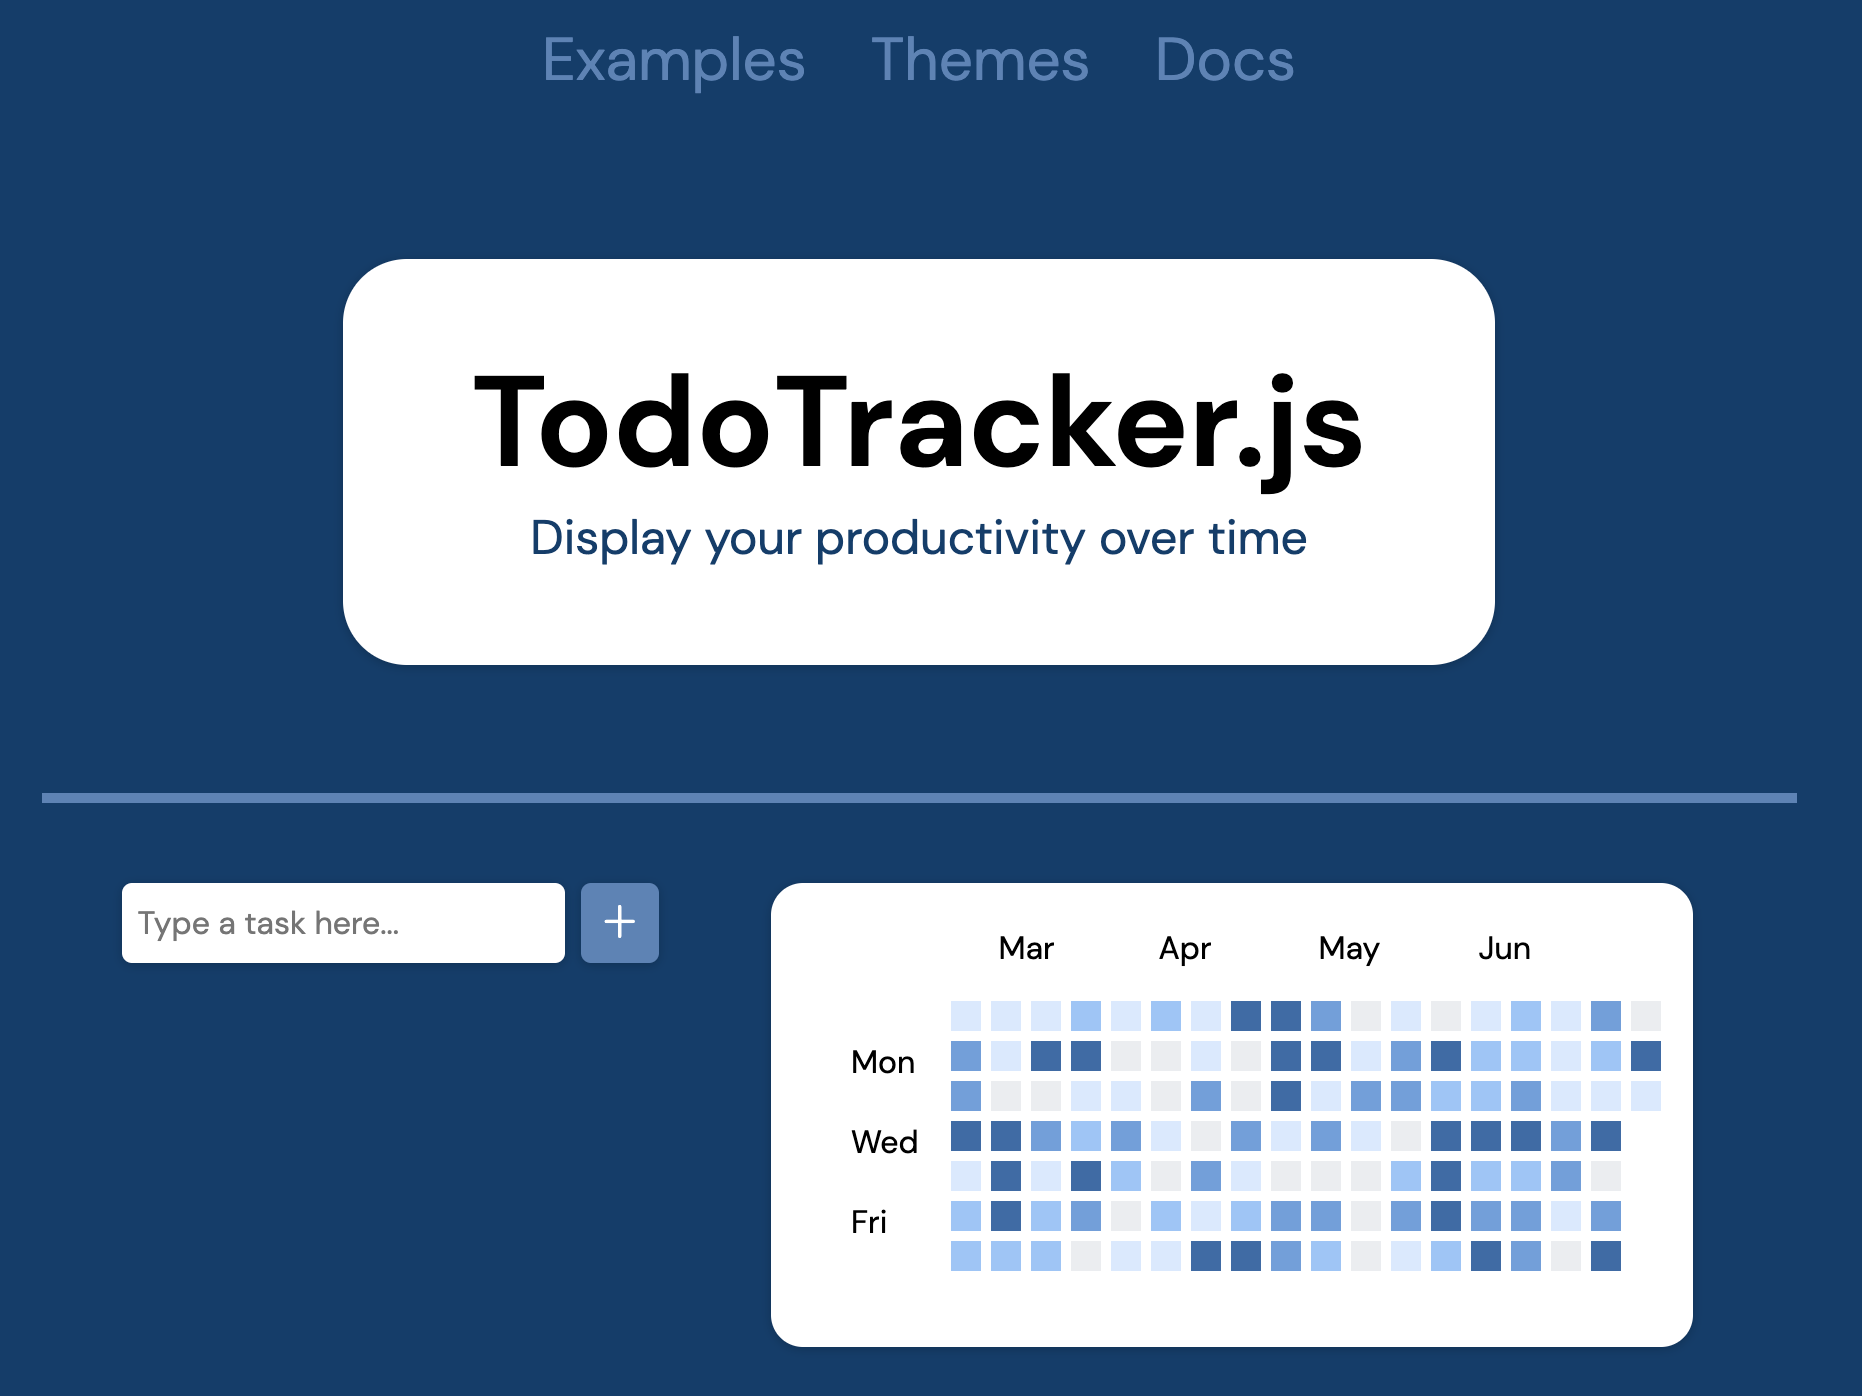 Examples Themes Docs
TodoTracker.js
Display your productivity over time
Type a task here...
+
Mar Apr May Jun
Mon
Wed
Fri